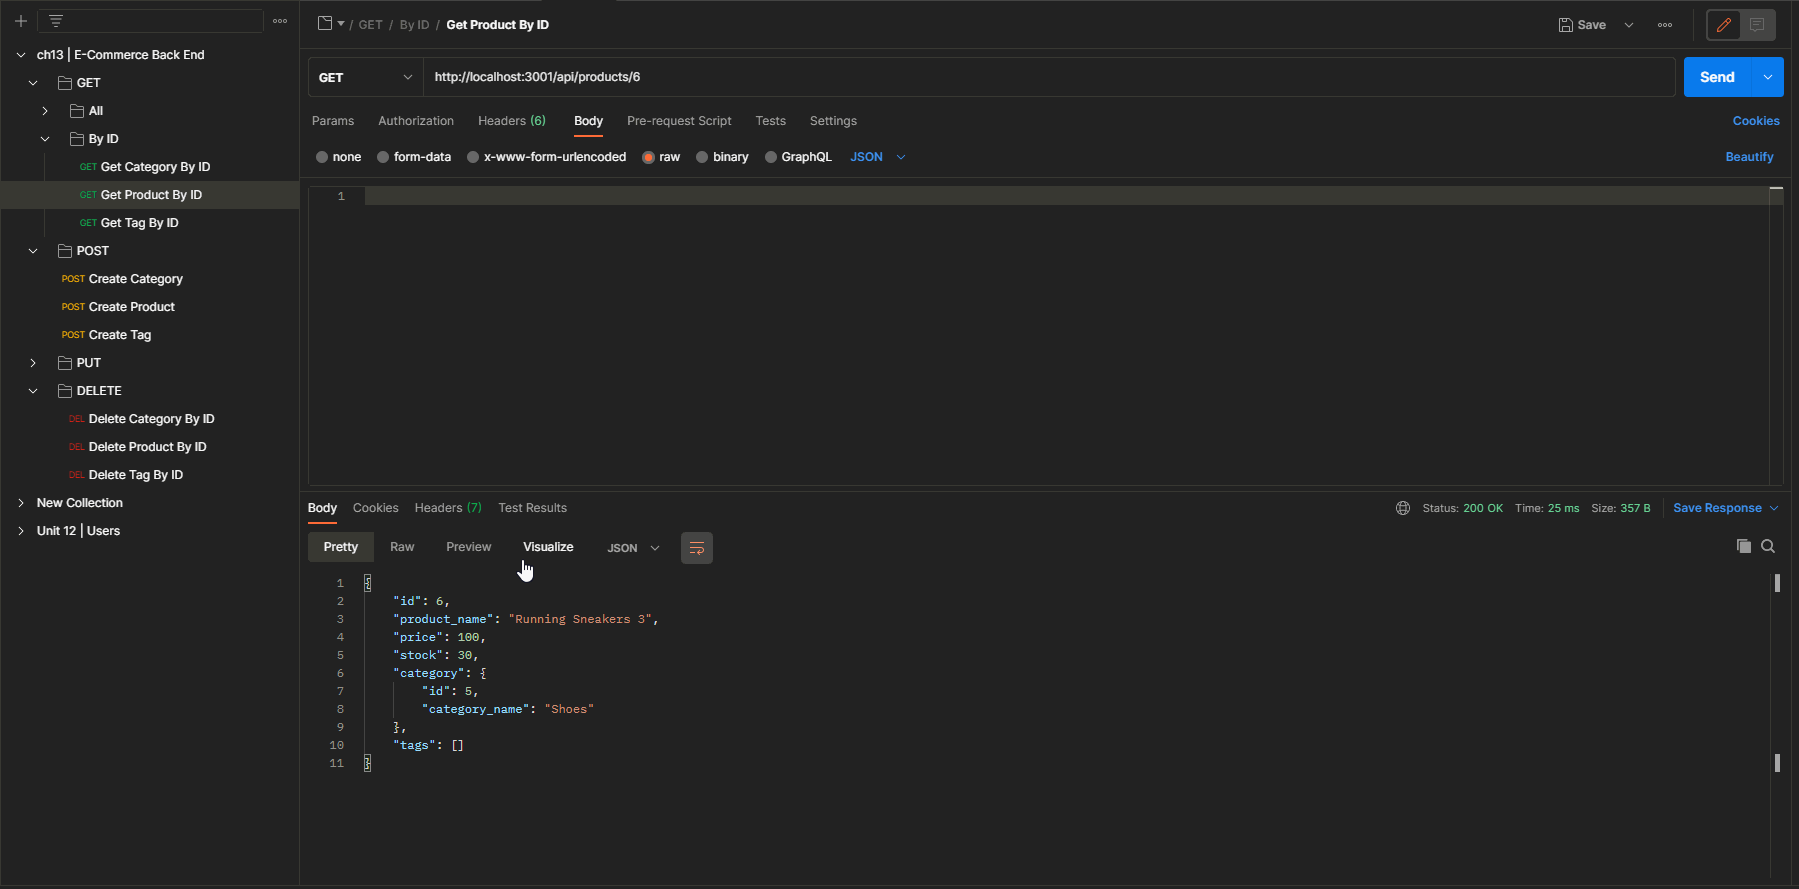 ch13 | E-Commerce Back End
GET
All
By ID
GET Get Category By ID
GET Get Product By ID
GET Get Tag By ID
POST
POST Create Category
POST Create Product
POST Create Tag
PUT
DELETE
DEL Delete Category By ID
DEL Delete Product By ID
DEL Delete Tag By ID
New Collection
Unit 12 | Users
/ GET / By ID / Get Product By ID
Save
GET http://localhost:3001/api/products/6 Send
Params Authorization Headers (6) Body Pre-request Script Tests Settings Cookies
none form-data x-www-form-urlencoded raw binary GraphQL JSON Beautify
1
Body Cookies Headers (7) Test Results Status: 200 OK Time: 25 ms Size: 357 B Save Response
Pretty Raw Preview Visualize JSON
1 {
2 "id": 6,
3 "product_name": "Running Sneakers 3",
4 "price": 100,
5 "stock": 30,
6 "category": {
7 "id": 5,
8 "category_name": "Shoes"
9 },
10 "tags": []
11 }